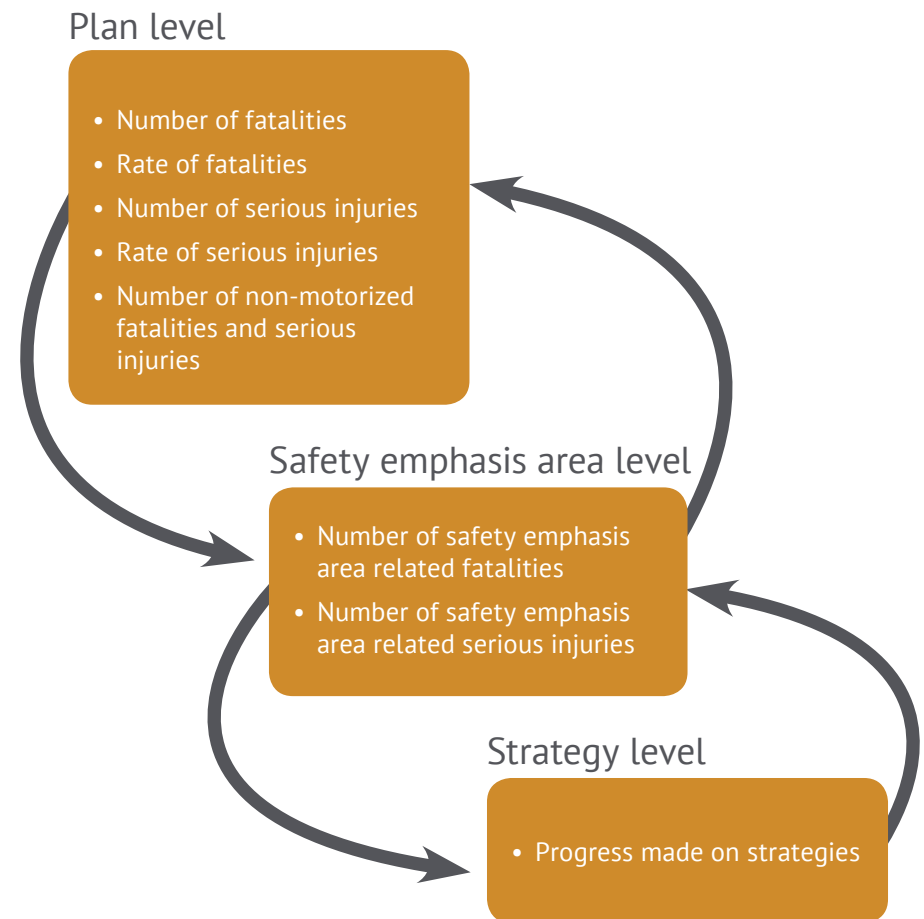 Plan level
• Number of fatalities
• Rate of fatalities
• Number of serious injuries
• Rate of serious injuries
• Number of non-motorized
fatalities and serious
injuries
Safety emphasis area level
• Number of safety emphasis
area related fatalities
• Number of safety emphasis
area related serious injuries
Strategy level
• Progress made on strategies